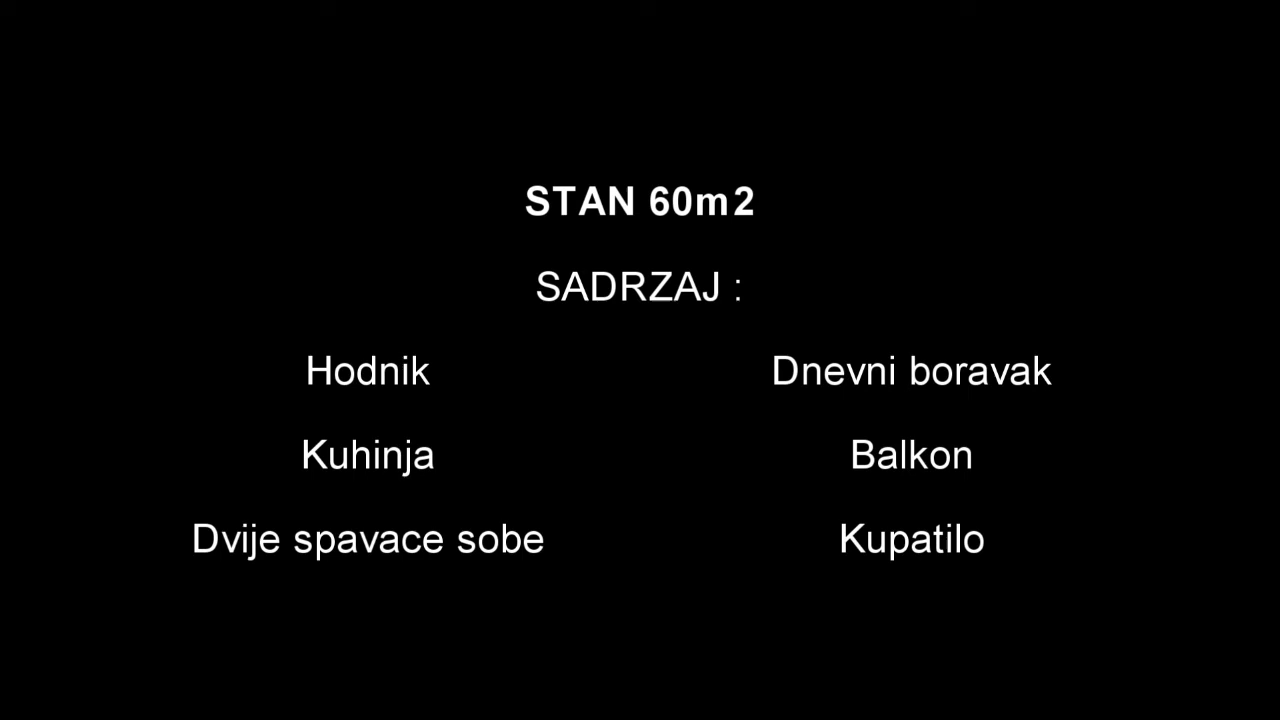 STAN 60m2
SADRZAJ :
Hodnik
Dnevni boravak
Kuhinja
Balkon
Dvije spavace sobe
Kupatilo